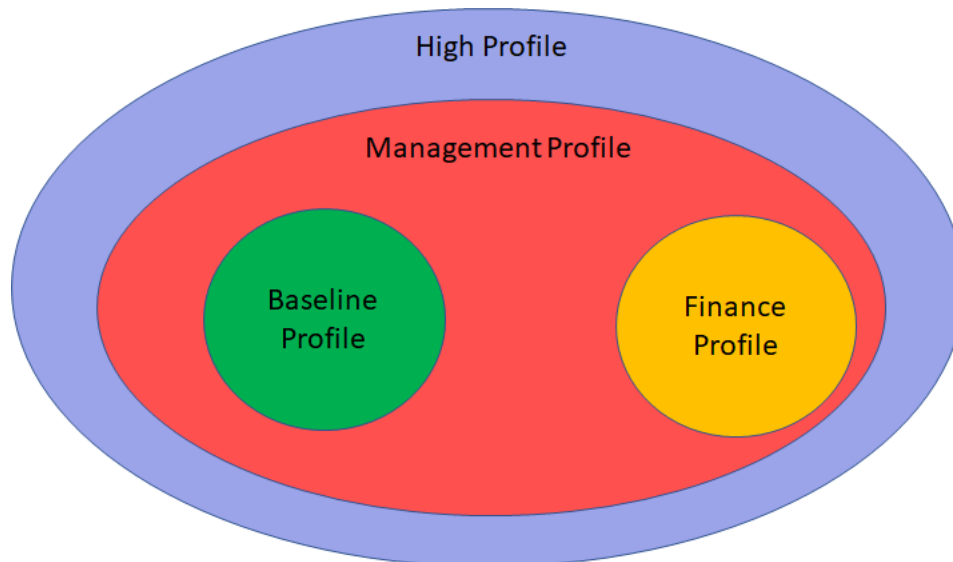 High Profile
Management Profile
Baseline
Profile
Finance
Profile